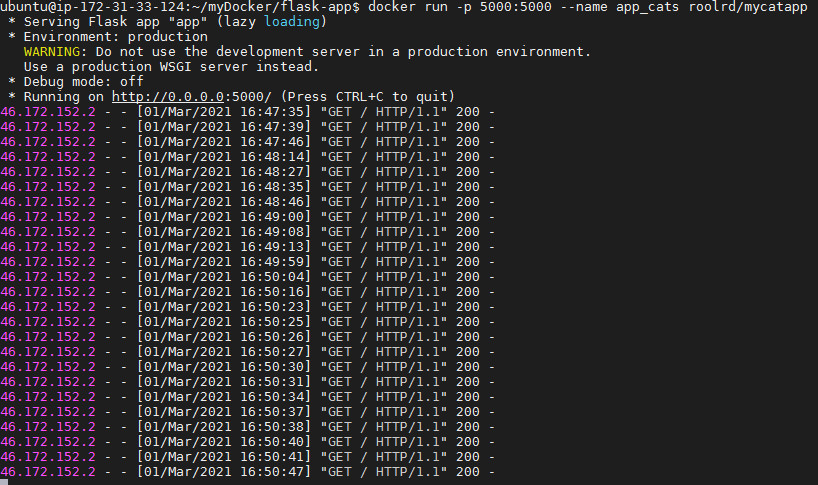 ubuntu@ip-172-31-33-124:~/myDocker/flask-app$ docker run -p 5000:5000 --name app_cats roolrd/mycatapp
 * Serving Flask app "app" (lazy loading)
 * Environment: production
   WARNING: Do not use the development server in a production environment.
   Use a production WSGI server instead.
 * Debug mode: off
 * Running on http://0.0.0.0:5000/ (Press CTRL+C to quit)
46.172.152.2 - - [01/Mar/2021 16:47:35] "GET / HTTP/1.1" 200 -
46.172.152.2 - - [01/Mar/2021 16:47:39] "GET / HTTP/1.1" 200 -
46.172.152.2 - - [01/Mar/2021 16:47:46] "GET / HTTP/1.1" 200 -
46.172.152.2 - - [01/Mar/2021 16:48:14] "GET / HTTP/1.1" 200 -
46.172.152.2 - - [01/Mar/2021 16:48:27] "GET / HTTP/1.1" 200 -
46.172.152.2 - - [01/Mar/2021 16:48:35] "GET / HTTP/1.1" 200 -
46.172.152.2 - - [01/Mar/2021 16:48:46] "GET / HTTP/1.1" 200 -
46.172.152.2 - - [01/Mar/2021 16:49:00] "GET / HTTP/1.1" 200 -
46.172.152.2 - - [01/Mar/2021 16:49:08] "GET / HTTP/1.1" 200 -
46.172.152.2 - - [01/Mar/2021 16:49:13] "GET / HTTP/1.1" 200 -
46.172.152.2 - - [01/Mar/2021 16:49:59] "GET / HTTP/1.1" 200 -
46.172.152.2 - - [01/Mar/2021 16:50:04] "GET / HTTP/1.1" 200 -
46.172.152.2 - - [01/Mar/2021 16:50:16] "GET / HTTP/1.1" 200 -
46.172.152.2 - - [01/Mar/2021 16:50:23] "GET / HTTP/1.1" 200 -
46.172.152.2 - - [01/Mar/2021 16:50:25] "GET / HTTP/1.1" 200 -
46.172.152.2 - - [01/Mar/2021 16:50:26] "GET / HTTP/1.1" 200 -
46.172.152.2 - - [01/Mar/2021 16:50:27] "GET / HTTP/1.1" 200 -
46.172.152.2 - - [01/Mar/2021 16:50:30] "GET / HTTP/1.1" 200 -
46.172.152.2 - - [01/Mar/2021 16:50:31] "GET / HTTP/1.1" 200 -
46.172.152.2 - - [01/Mar/2021 16:50:34] "GET / HTTP/1.1" 200 -
46.172.152.2 - - [01/Mar/2021 16:50:37] "GET / HTTP/1.1" 200 -
46.172.152.2 - - [01/Mar/2021 16:50:38] "GET / HTTP/1.1" 200 -
46.172.152.2 - - [01/Mar/2021 16:50:40] "GET / HTTP/1.1" 200 -
46.172.152.2 - - [01/Mar/2021 16:50:41] "GET / HTTP/1.1" 200 -
46.172.152.2 - - [01/Mar/2021 16:50:47] "GET / HTTP/1.1" 200 -